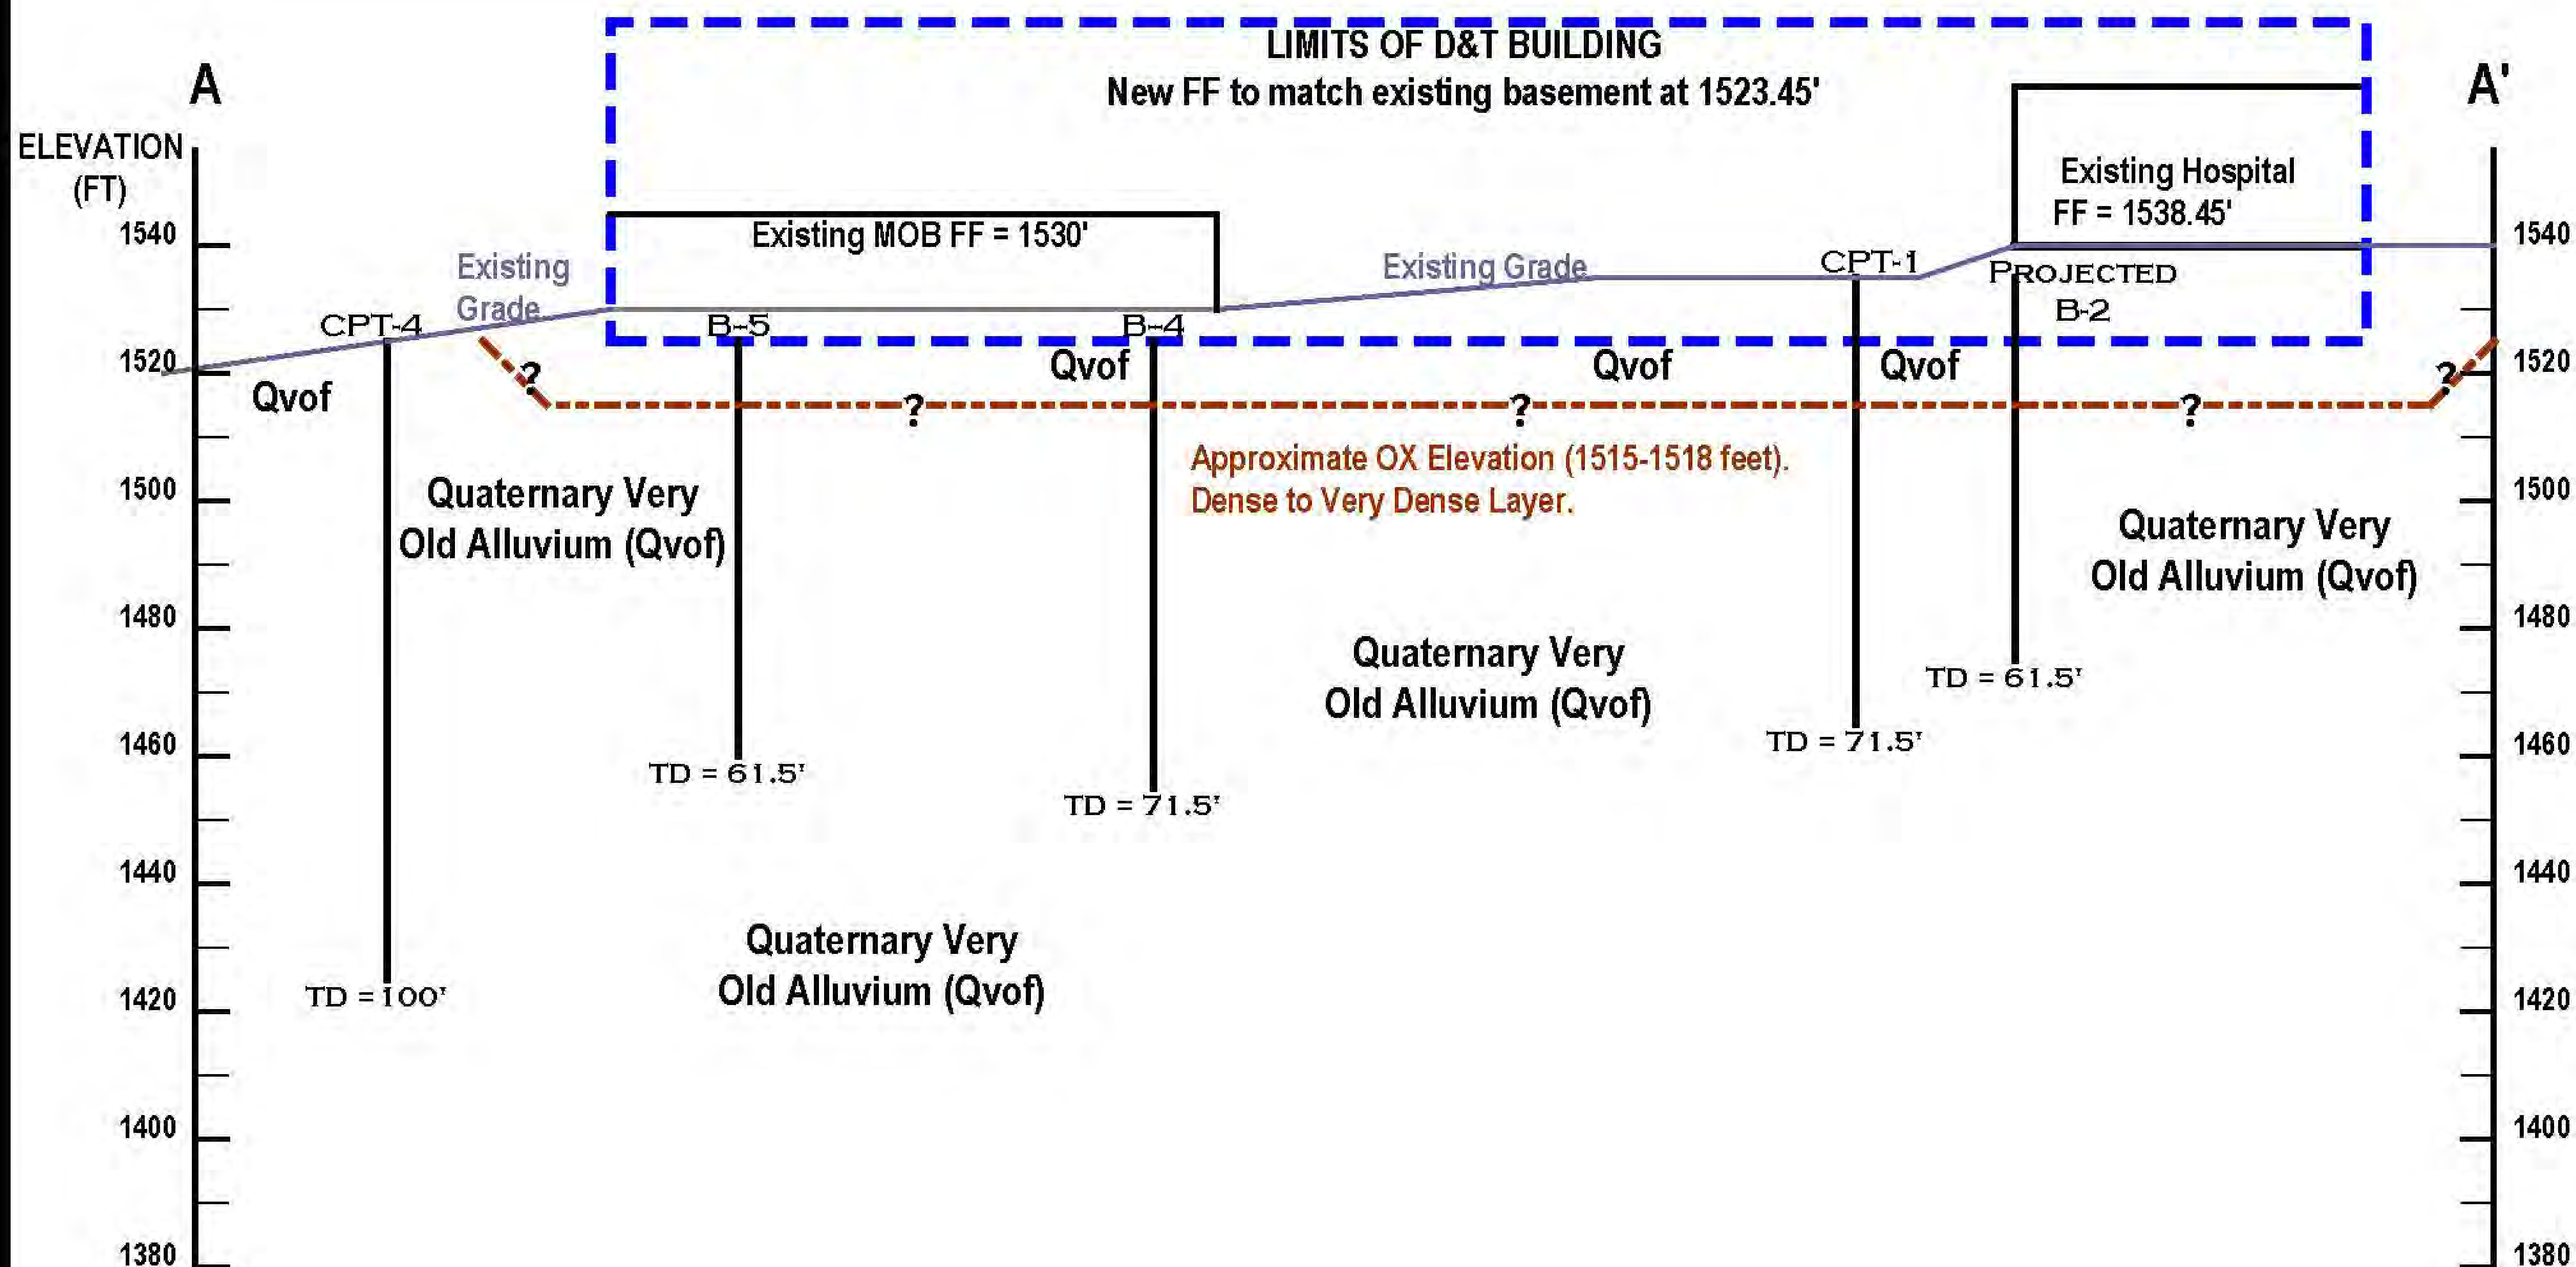 LIMITS OF D&T BUILDING
New FF to match existing basement at 1523.45'
A
A'
ELEVATION
(FT)
Existing Hospital
FF = 1538.45'
1540
Existing MOB FF = 1530'
1540
Existing
Grade
Existing Grade
CPT-1
PROJECTED
B-2
CPT-4
B-5
B-4
1520
Qvof
Qvof
Qvof
Qvof
1520
?
?
?
?
?
Approximate OX Elevation (1515-1518 feet).
Dense to Very Dense Layer.
1500
1500
Quaternary Very
Old Alluvium (Qvof)
Quaternary Very
Old Alluvium (Qvof)
1480
1480
Quaternary Very
Old Alluvium (Qvof)
TD = 61.5'
1460
1460
TD = 71.5'
TD = 61.5'
TD = 71.5'
1440
1440
Quaternary Very
Old Alluvium (Qvof)
TD =100'
1420
1420
1400
1400
1380
1380